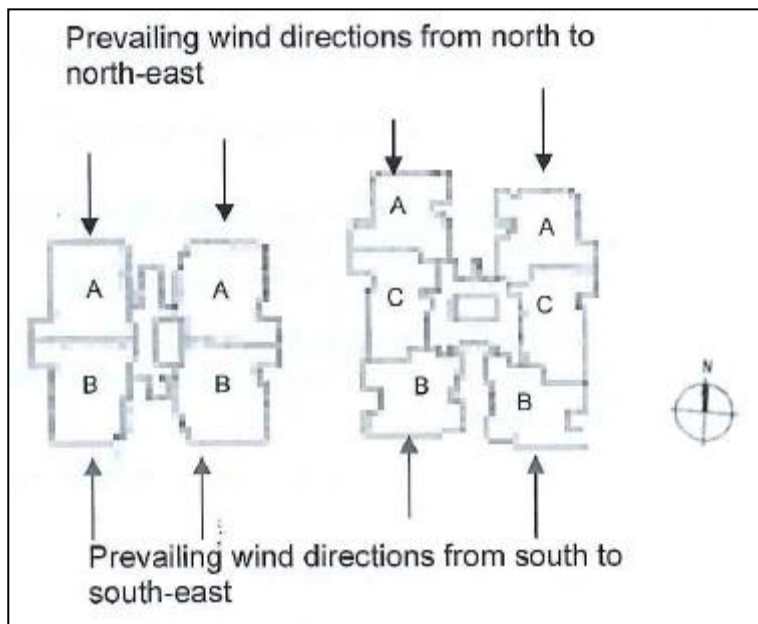 Prevailing wind directions from north to
north-east
A
A
A
A
C
C
B
B
B
B
N
Prevailing wind directions from south to
south-east